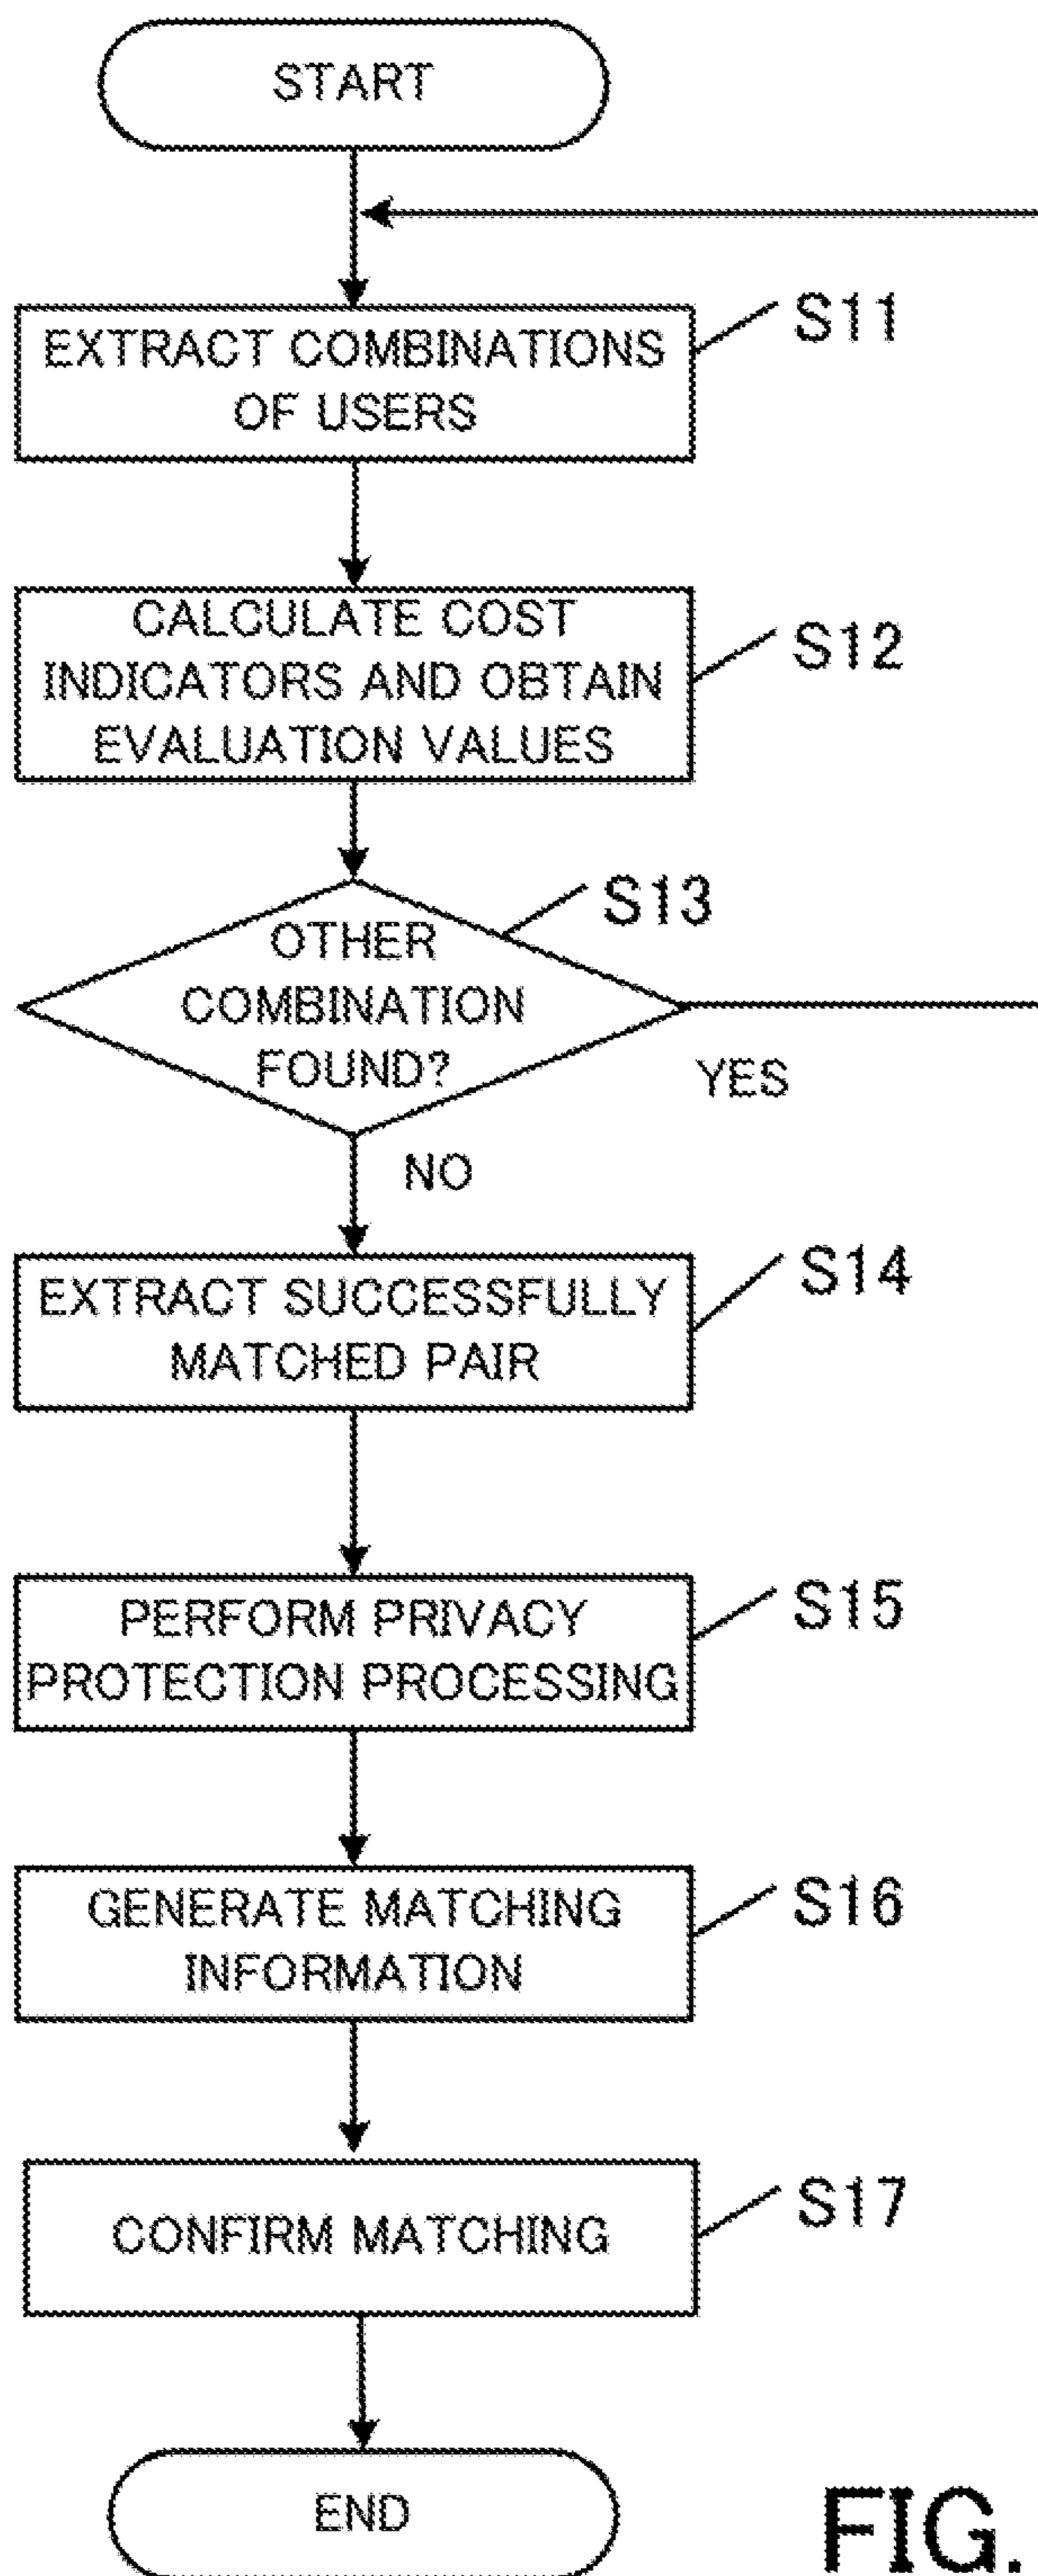 START
S11
EXTRACT COMBINATIONS
OF USERS
S12
CALCULATE COST
INDICATORS AND OBTAIN
EVALUATION VALUES
S13
OTHER
COMBINATION
FOUND?
YES
NO
S14
EXTRACT SUCCESSFULLY
MATCHED PAIR
S15
PERFORM PRIVACY
PROTECTION PROCESSING
S16
GENERATE MATCHING
INFORMATION
S17
CONFIRM MATCHING
END
FIG.